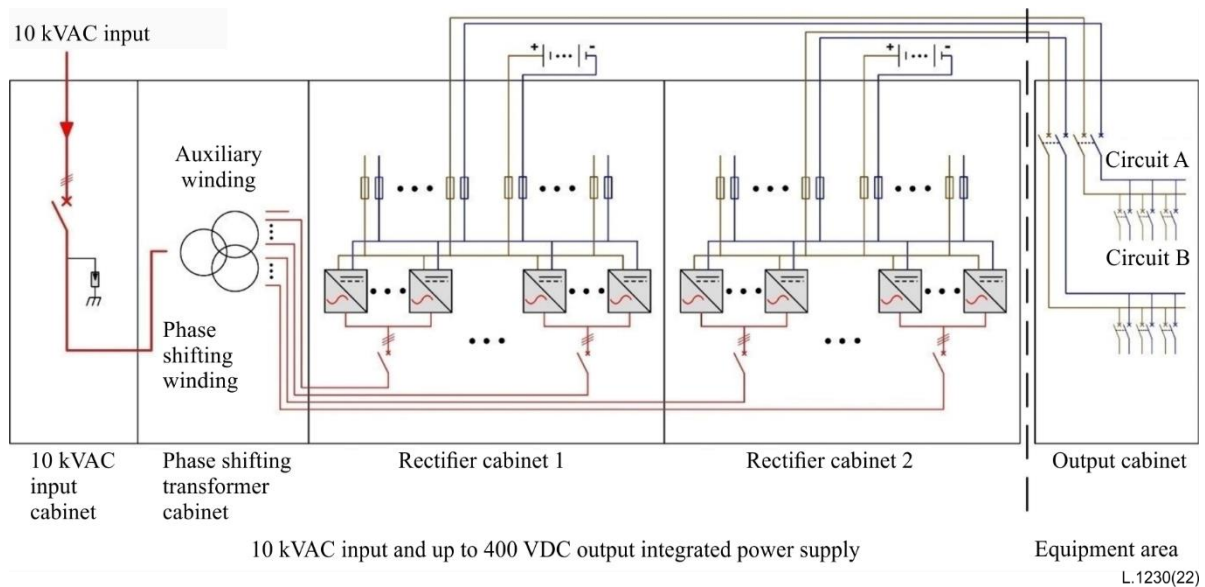 10 kVAC input
Auxiliary
winding
Phase
shifting
winding
+
-
+
-
Circuit A
Circuit B
10 kVAC
input
cabinet
Phase shifting
transformer
cabinet
Rectifier cabinet 1
Rectifier cabinet 2
Output cabinet
10 kVAC input and up to 400 VDC output integrated power supply
Equipment area
L.1230(22)